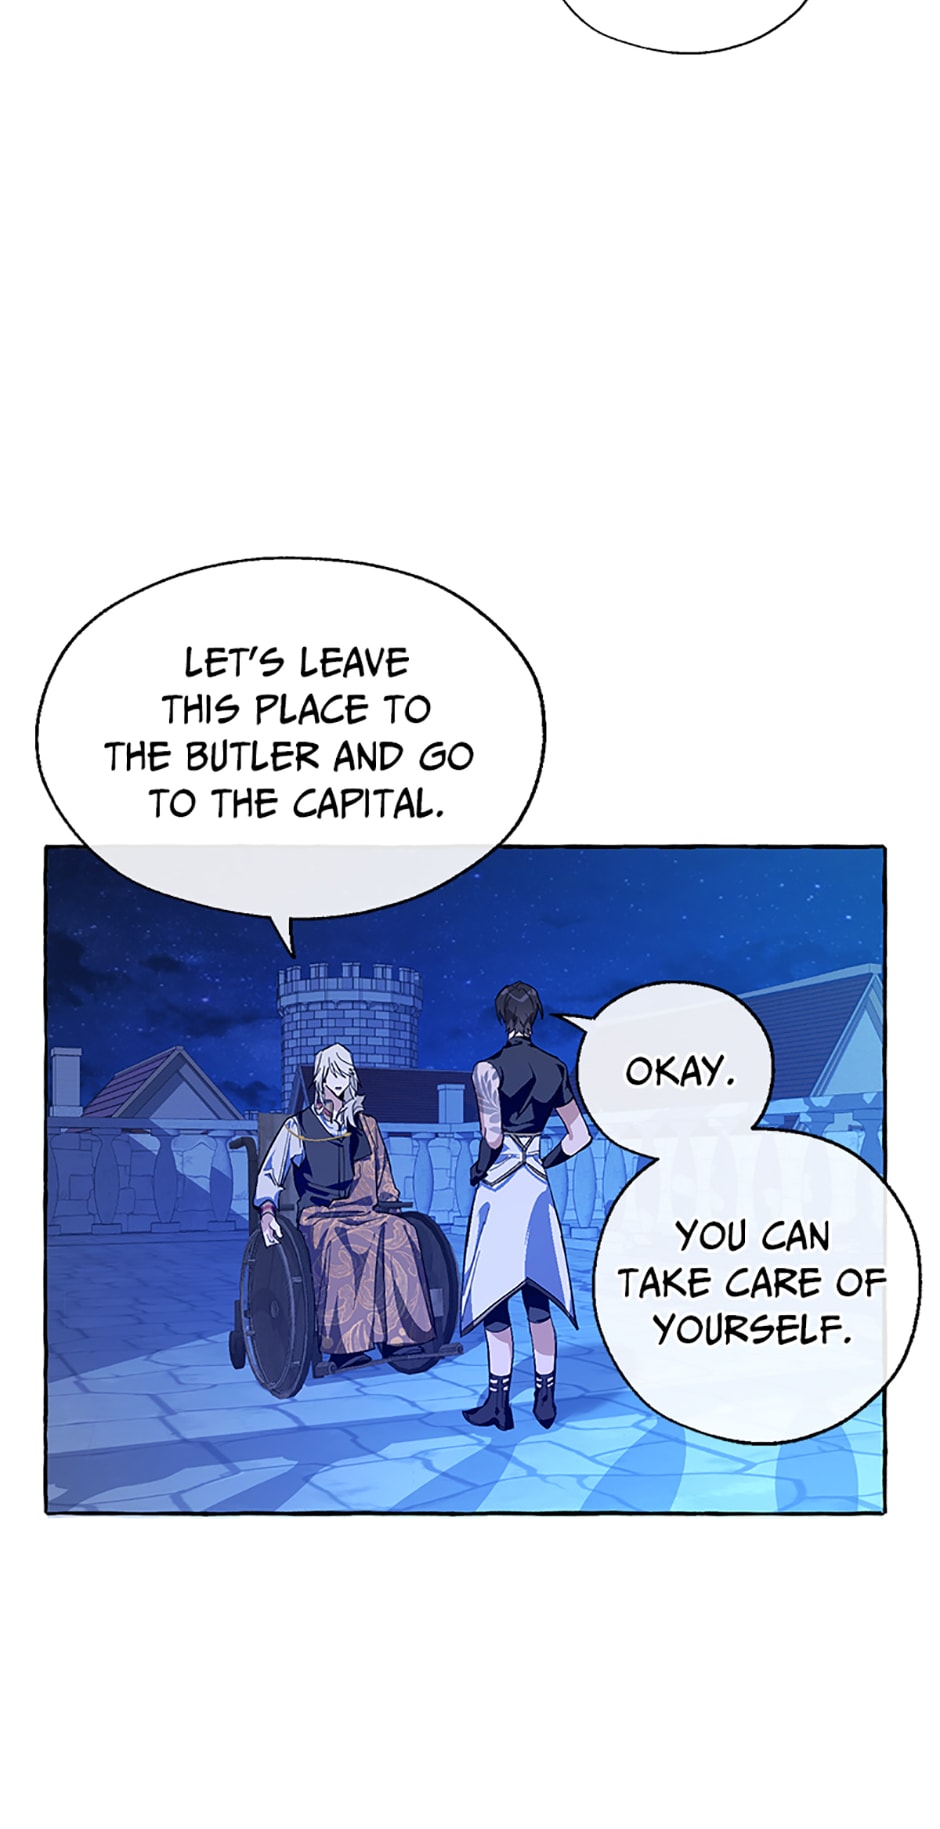 LET'S LEAVE
THIS PLACE TO
THE BUTLER AND GO
TO THE CAPITAL.
OKAY.
YOU CAN
TAKE CARE OF
YOURSELF.